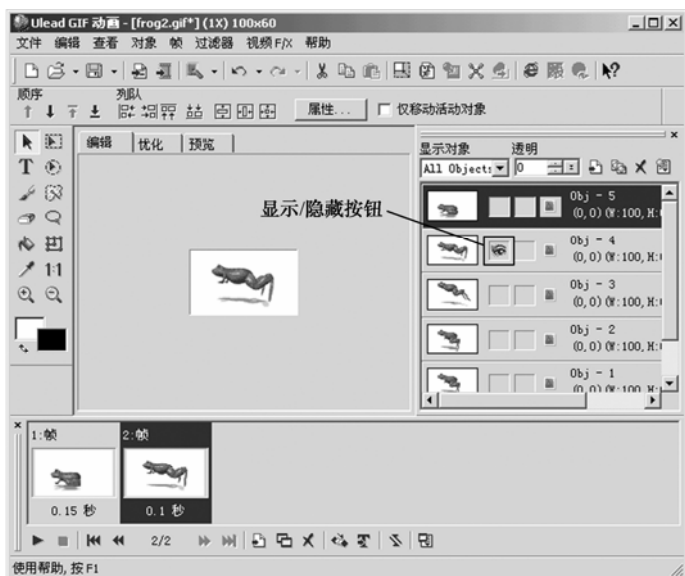 Ulead GIF 动画 - [frog2.gif*] (1X) 100x60
文件 编辑 查看 对象 帧 过滤器 视频 F/X 帮助
顺序 列队
属性... 仅移动活动对象
编辑 优化 预览
显示对象 透明
All Object: 0
显示/隐藏按钮
Obj - 5
(0,0) (W:100,H:
Obj - 4
(0,0) (W:100,H:
Obj - 3
(0,0) (W:100,H:
Obj - 2
(0,0) (W:100,H:
Obj - 1
(0,0) (W:100 H:
T
1:1
1:帧 2:帧
0.15 秒 0.1 秒
2/2
使用帮助, 按 F1